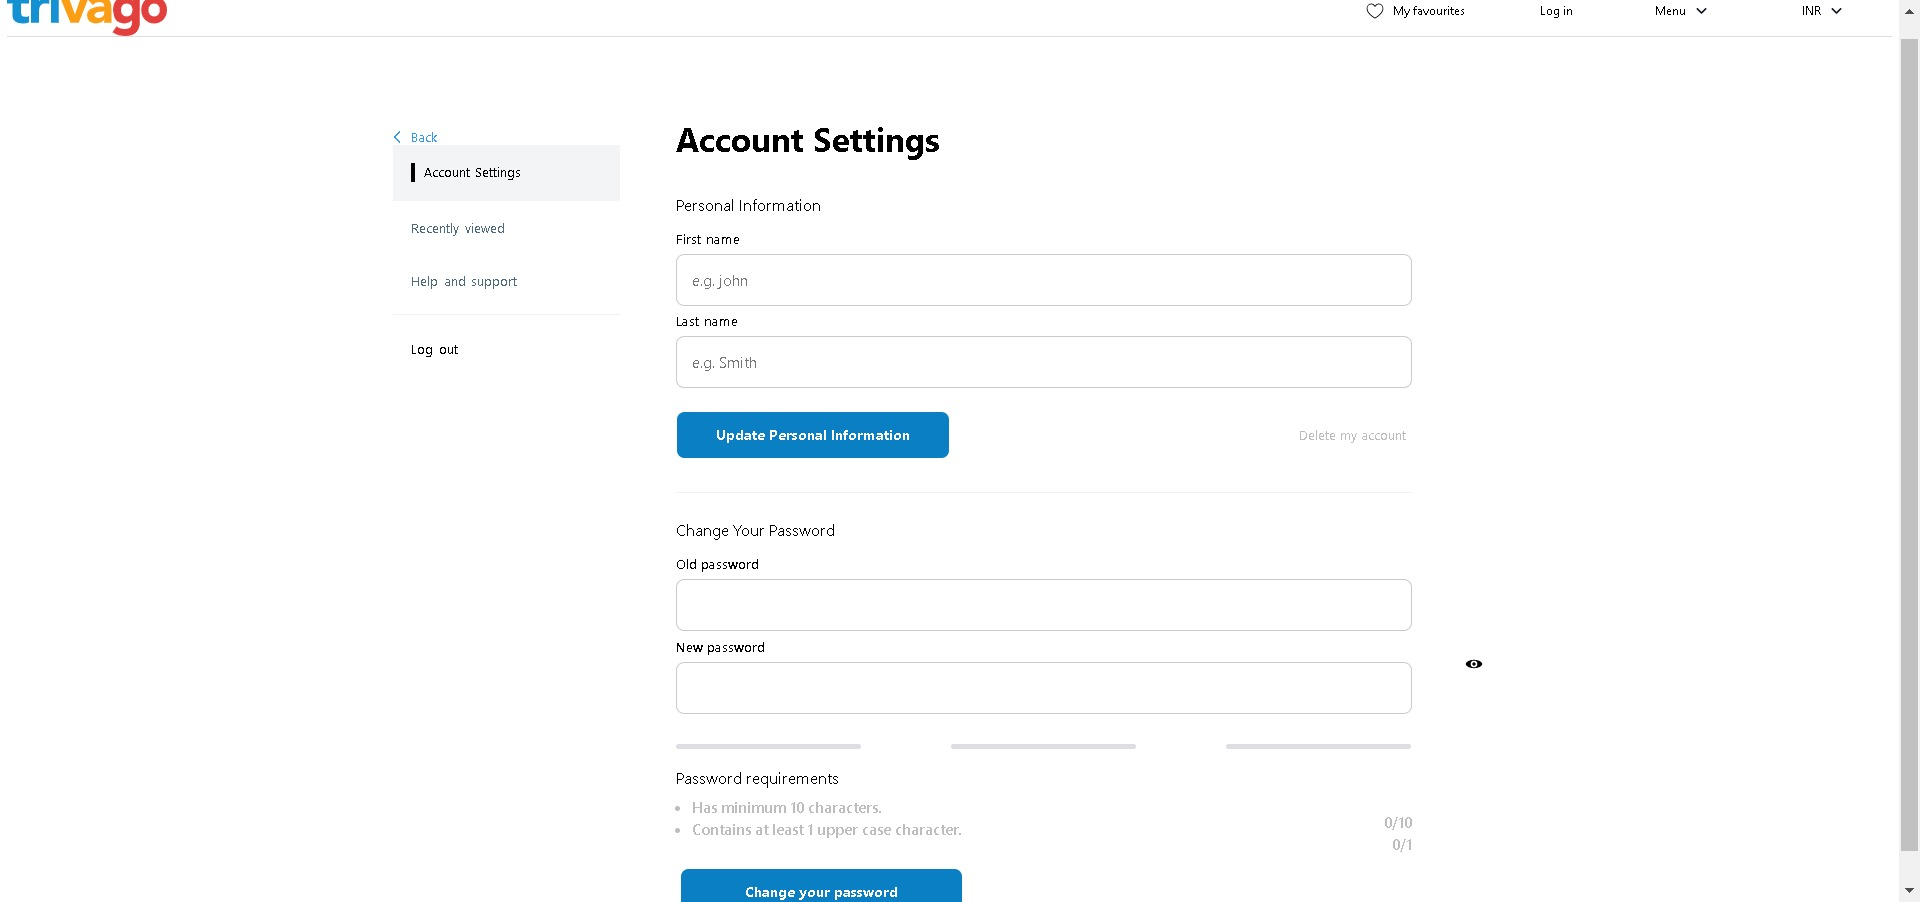 trivago
My favourites
Log in
Menu
INR
Back
Account Settings
Recently viewed
Help and support
Log out
Account Settings
Personal Information
First name
e.g. john
Last name
e.g. Smith
Update Personal Information
Delete my account
Change Your Password
Old password
New password
Password requirements
• Has minimum 10 characters.
• Contains at least 1 upper case character.
0/10
0/1
Change your password